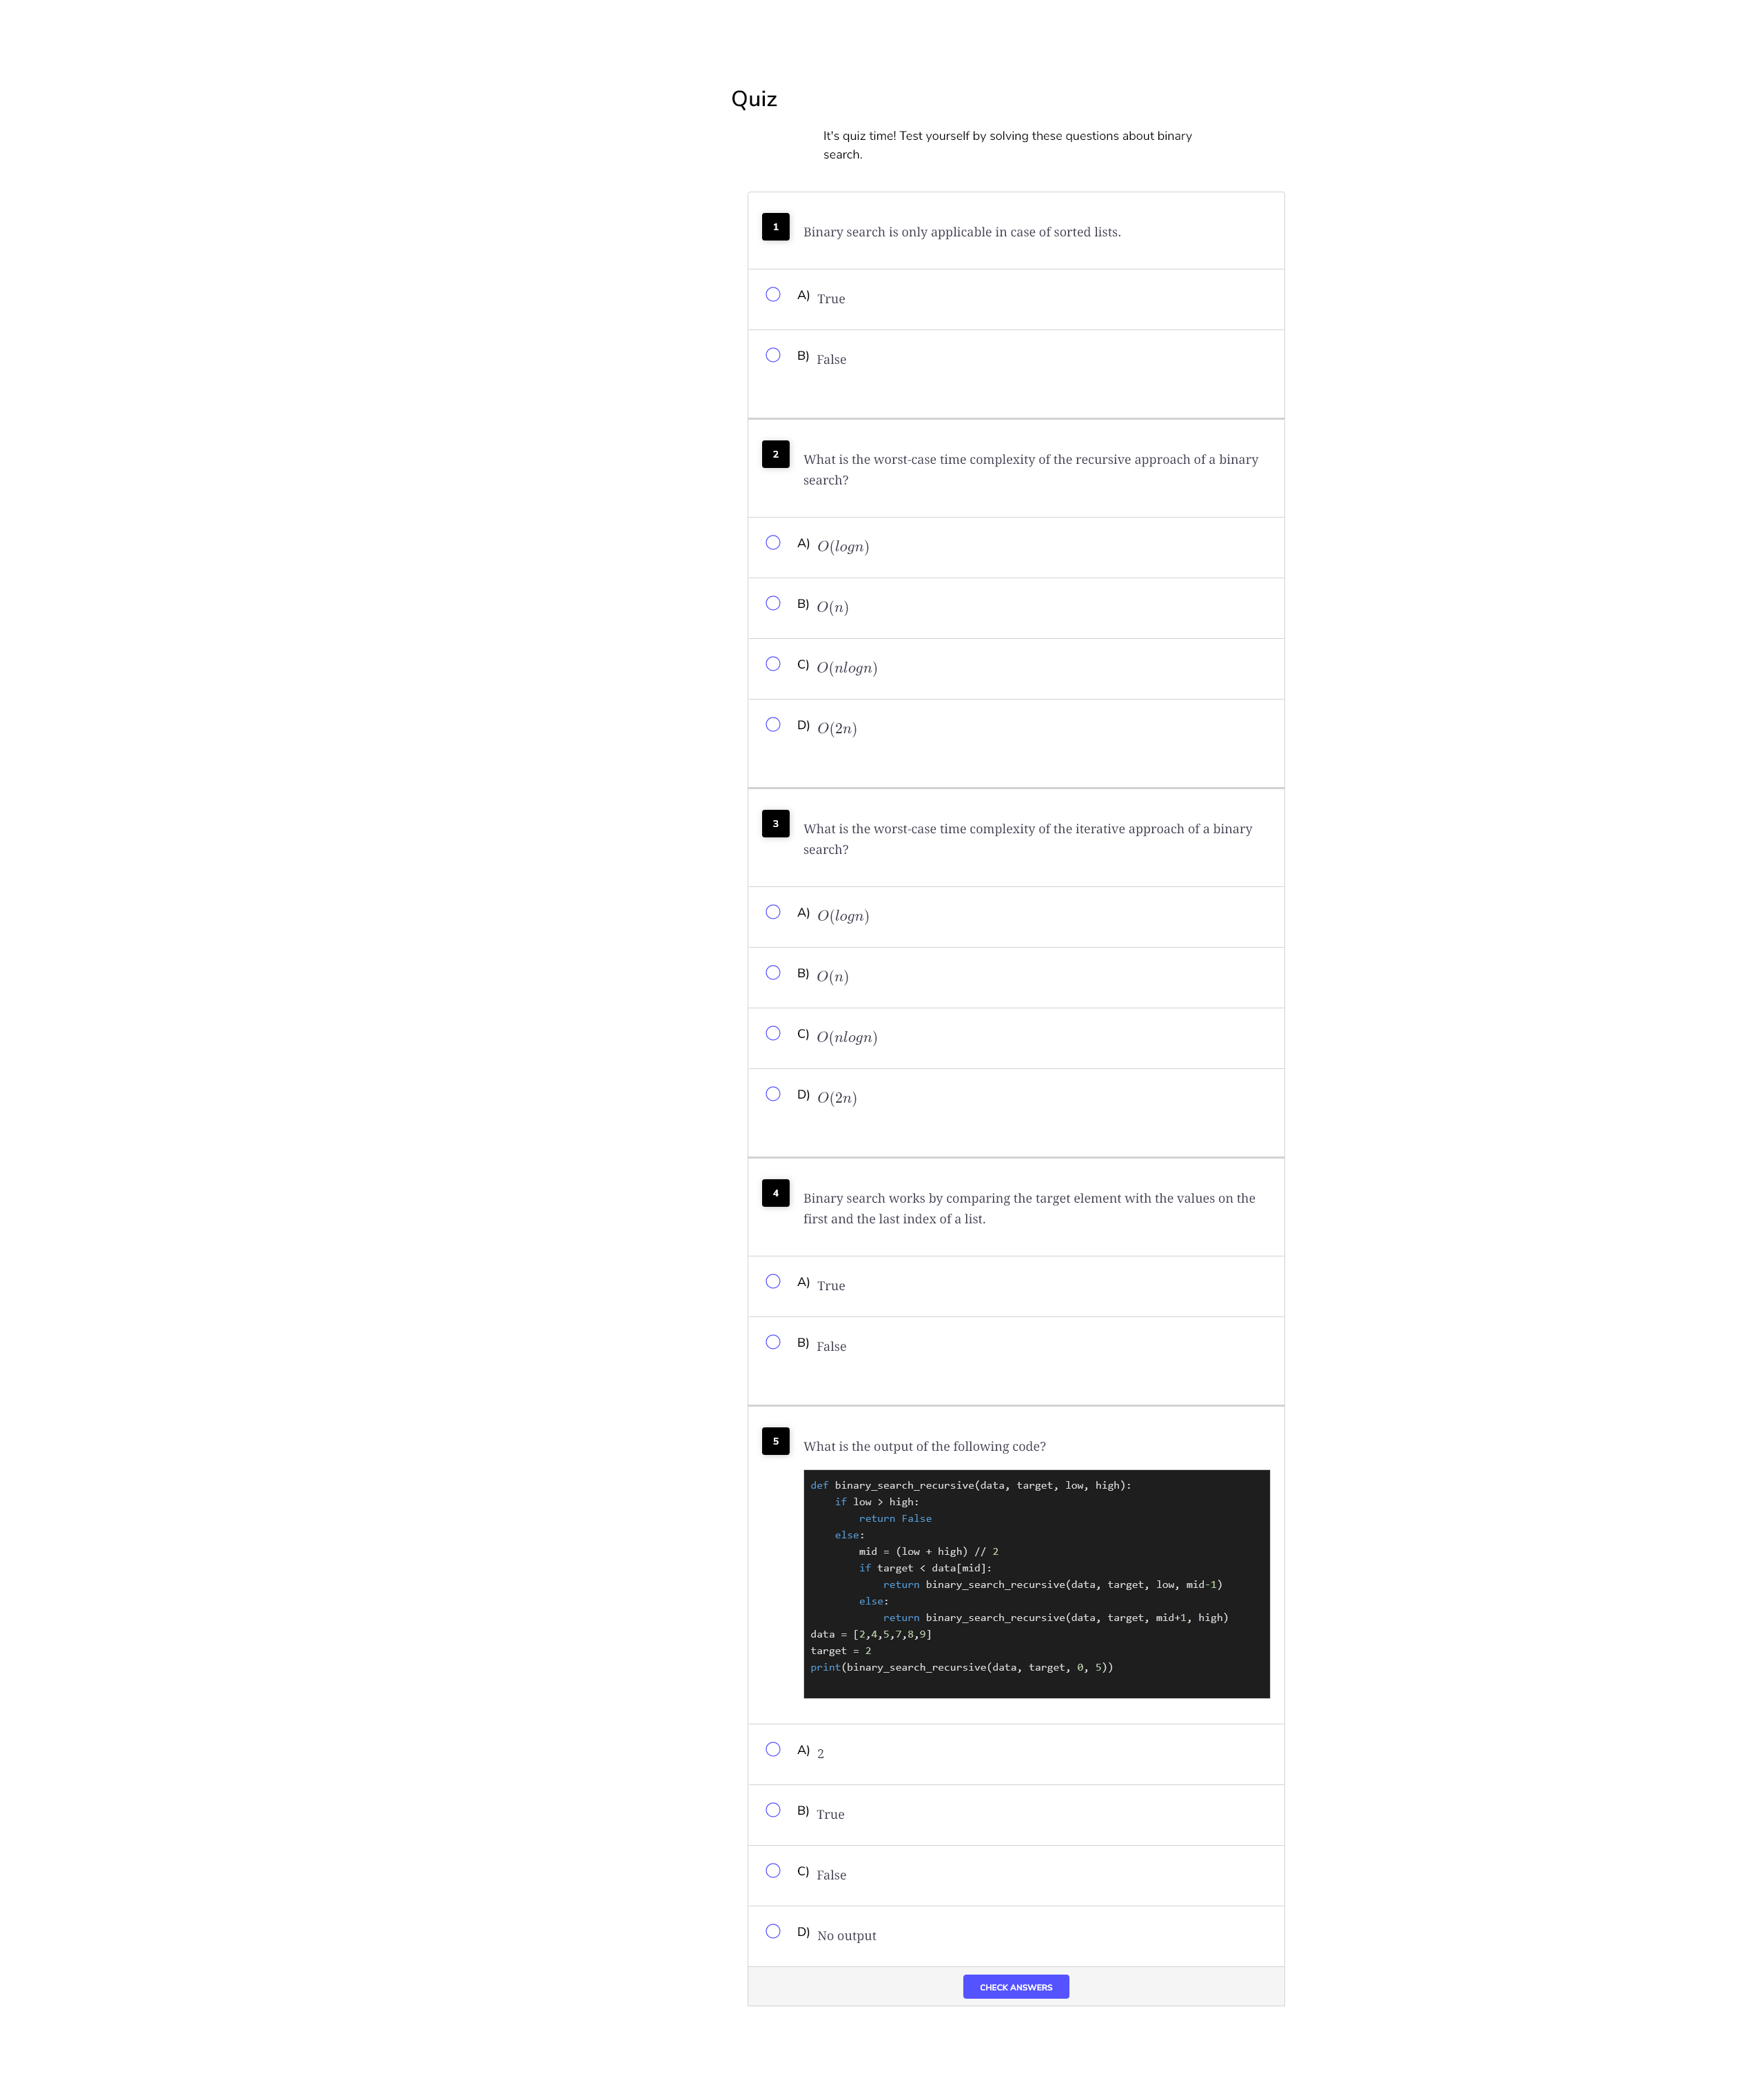 Quiz
It's quiz time! Test yourself by solving these questions about binary
search.
1
Binary search is only applicable in case of sorted lists.
A) True
B) False
2
What is the worst-case time complexity of the recursive approach of a binary
search?
A) O(logn)
B) O(n)
C) O(nlogn)
D) O(2n)
3
What is the worst-case time complexity of the iterative approach of a binary
search?
A) O(logn)
B) O(n)
C) O(nlogn)
D) O(2n)
4
Binary search works by comparing the target element with the values on the
first and the last index of a list.
A) True
B) False
5
What is the output of the following code?
def binary_search_recursive(data, target, low, high):
    if low > high:
        return False
    else:
        mid = (low + high) // 2
        if target < data[mid]:
            return binary_search_recursive(data, target, low, mid-1)
        else:
            return binary_search_recursive(data, target, mid+1, high)
data = [2,4,5,7,8,9]
target = 2
print(binary_search_recursive(data, target, 0, 5))
A) 2
B) True
C) False
D) No output
CHECK ANSWERS